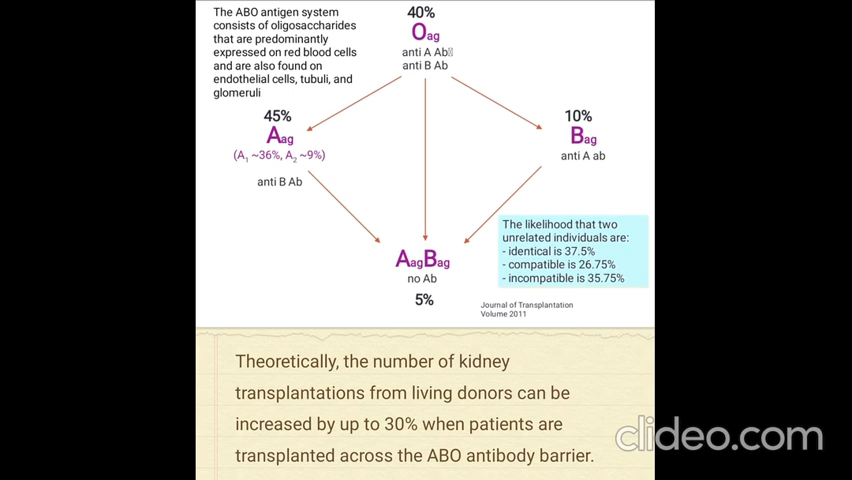 The ABO antigen system
consists of oligosaccharides
that are predominantly
expressed on red blood cells
and are also found on
endothelial cells, tubuli, and
glomeruli
40%
Oag
anti A Ab
anti B Ab
45%
Aag
(A1 ~36%, A2 ~9%)
anti B Ab
10%
Bag
anti A ab
AagBag
no Ab
5%
The likelihood that two
unrelated individuals are:
- identical is 37.5%
- compatible is 26.75%
- incompatible is 35.75%
Journal of Transplantation
Volume 2011
Theoretically, the number of kidney
transplantations from living donors can be
increased by up to 30% when patients are
transplanted across the ABO antibody barrier.
clideo.com